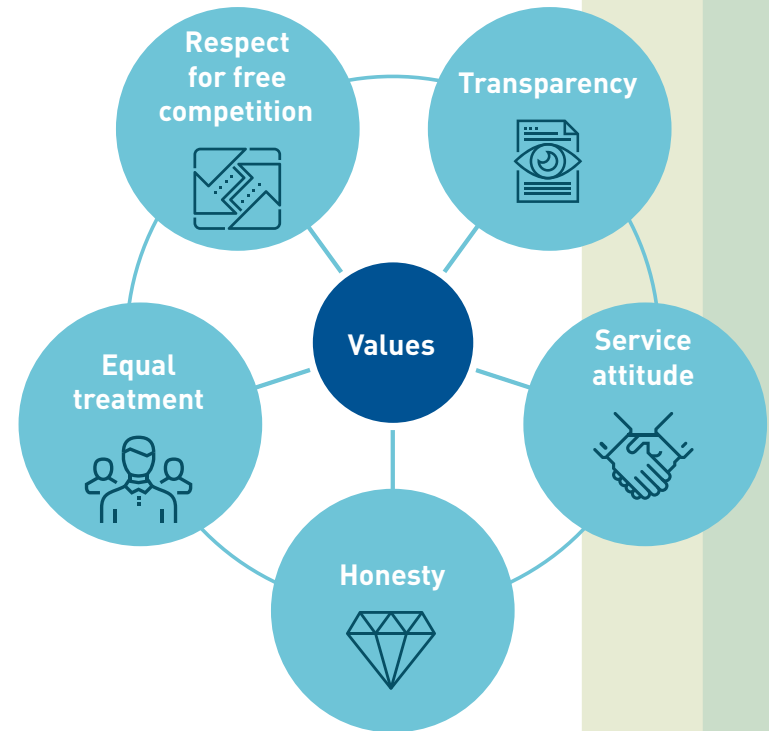 Respect
for free
competition
Transparency
Values
Service
attitude
Equal
treatment
Honesty